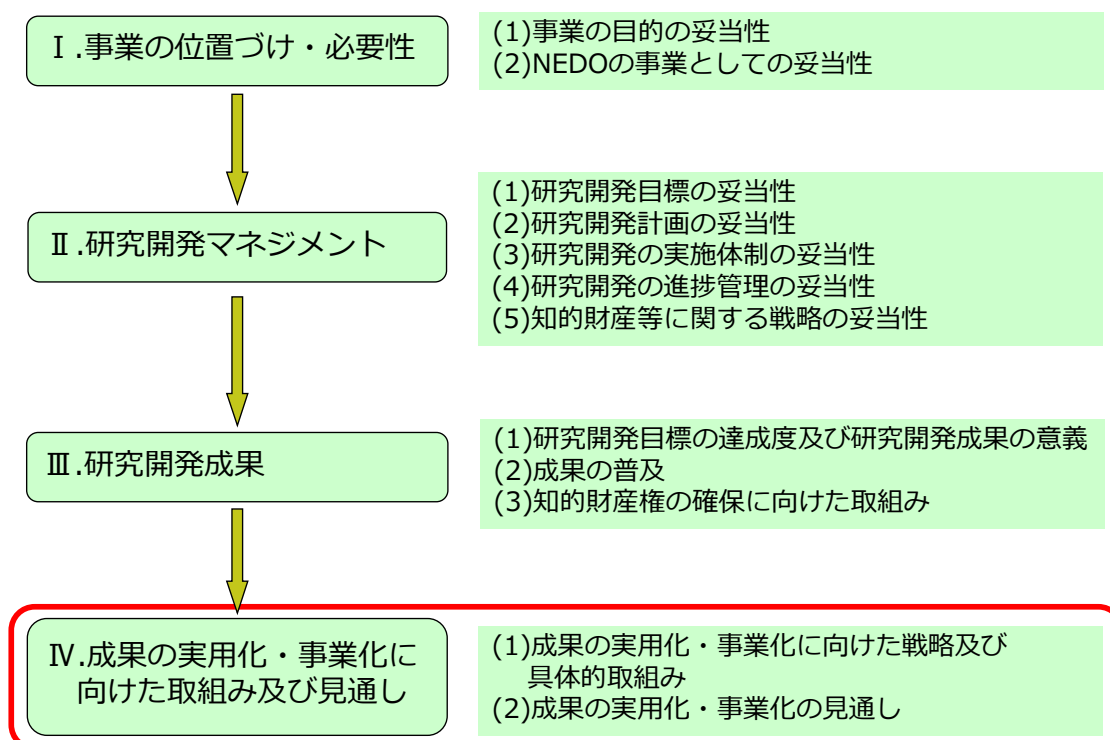 Ⅰ.事業の位置づけ・必要性
(1)事業の目的の妥当性
(2)NEDOの事業としての妥当性
Ⅱ.研究開発マネジメント
(1)研究開発目標の妥当性
(2)研究開発計画の妥当性
(3)研究開発の実施体制の妥当性
(4)研究開発の進捗管理の妥当性
(5)知的財産等に関する戦略の妥当性
Ⅲ.研究開発成果
(1)研究開発目標の達成度及び研究開発成果の意義
(2)成果の普及
(3)知的財産権の確保に向けた取組み
Ⅳ.成果の実用化・事業化に
向けた取組み及び見通し
(1)成果の実用化・事業化に向けた戦略及び
具体的取組み
(2)成果の実用化・事業化の見通し